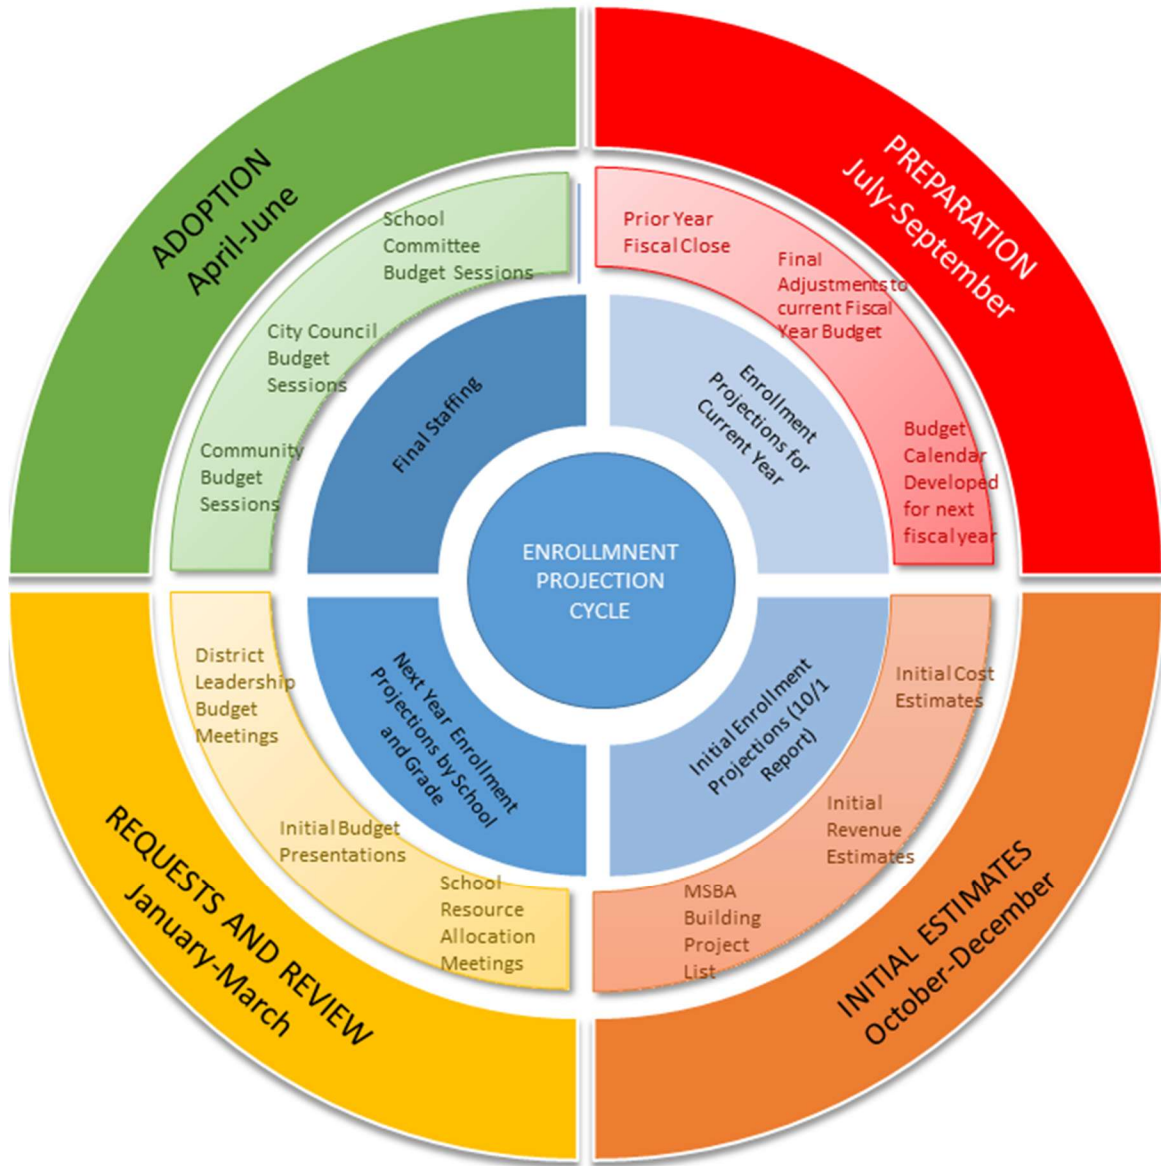 ADOPTION
April-June
PREPARATION
July-September
School
Committee
Budget Sessions
City Council
Budget
Sessions
Community
Budget
Sessions
Prior Year
Fiscal Close
Final
Adjustments to
current Fiscal
Year Budget
Budget
Calendar
Developed
for next
fiscal year
Final Staffing
Enrollment
Projections for
Current Year
ENROLLMNENT
PROJECTION
CYCLE
Next Year Enrollment
Projections by School
and Grade
Initial Enrollment
Projections (10/1
Report)
District
Leadership
Budget
Meetings
Initial Budget
Presentations
School
Resource
Allocation
Meetings
Initial Cost
Estimates
Initial
Revenue
Estimates
MSBA
Building
Project
List
REQUESTS AND REVIEW
January-March
INITIAL ESTIMATES
October-December